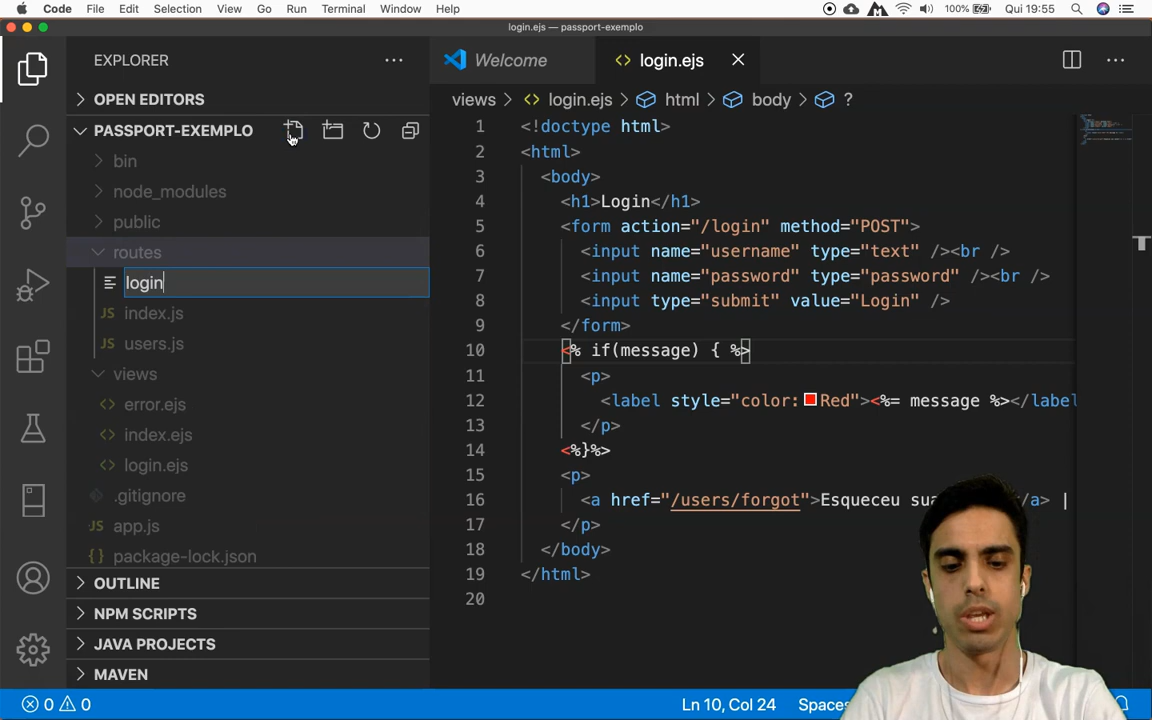 Code File Edit Selection View Go Run Terminal Window Help 100% Qui 19:55
login.ejs — passport-exemplo
EXPLORER
OPEN EDITORS
PASSPORT-EXEMPLO
bin
node_modules
public
routes
login
JS index.js
JS users.js
views
<> error.ejs
<> index.ejs
<> login.ejs
.gitignore
JS app.js
{} package-lock.json
OUTLINE
NPM SCRIPTS
JAVA PROJECTS
MAVEN
Welcome <> login.ejs
views > <> login.ejs > html > body > ?
1 <!doctype html>
2 <html>
3 <body>
4 <h1>Login</h1>
5 <form action="/login" method="POST">
6 <input name="username" type="text" /><br />
7 <input name="password" type="password" /><br />
8 <input type="submit" value="Login" />
9 </form>
10 <% if(message) { %>
11 <p>
12 <label style="color:Red"><%= message %></label
13 </p>
14 <%}%>
15 <p>
16 <a href="/users/forgot">Esqueceu /a> |
17 </p>
18 </body>
19 </html>
20
0 0 Ln 10, Col 24